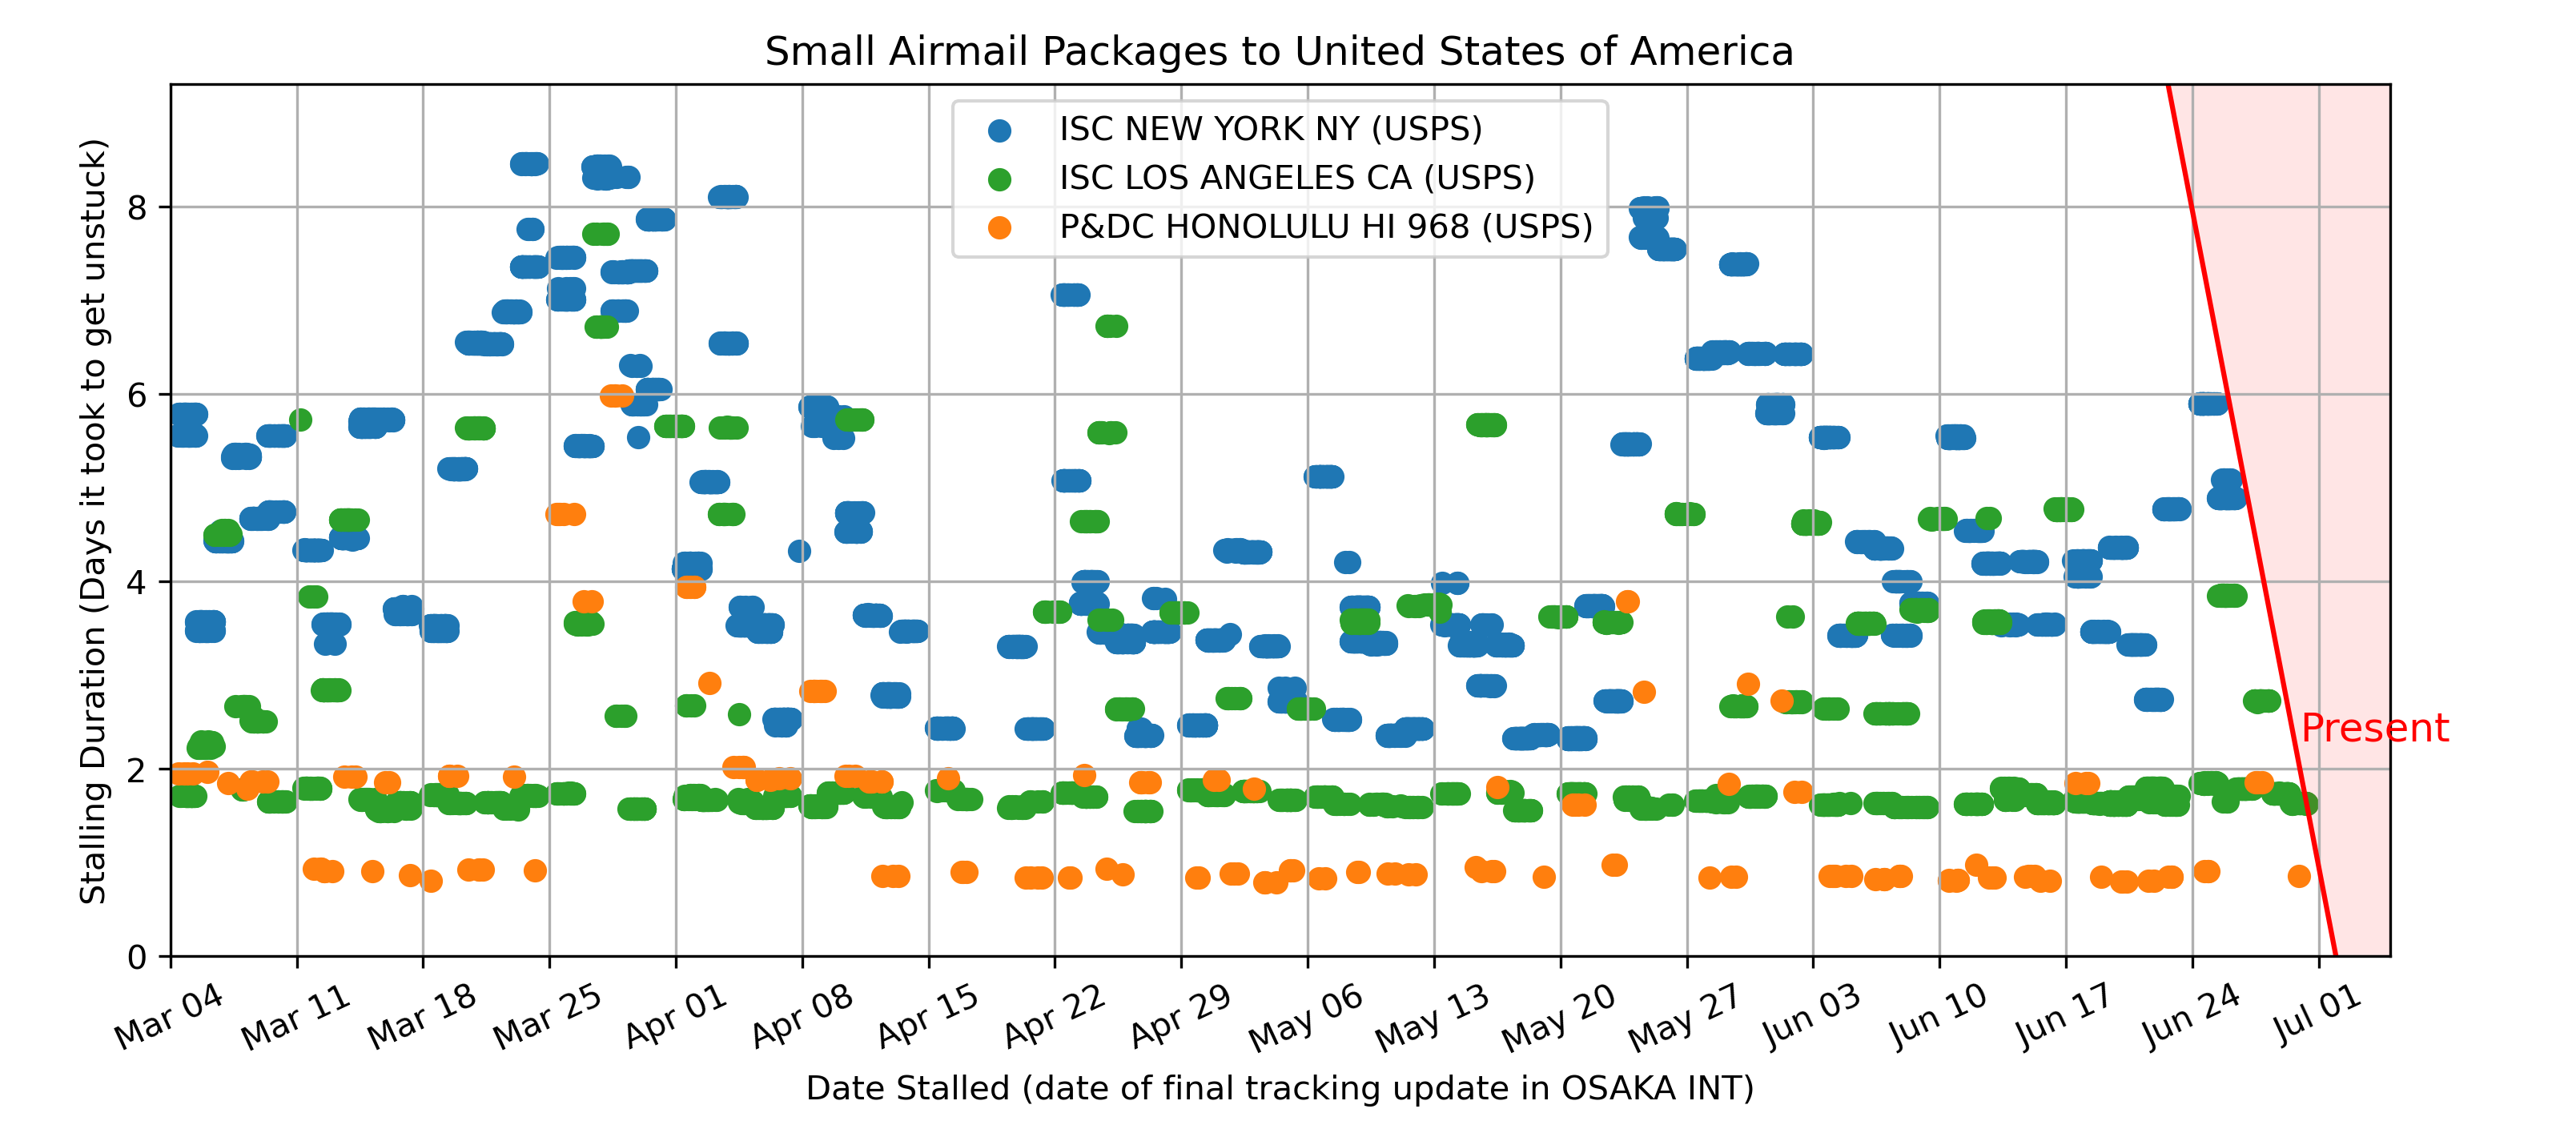 Small Airmail Packages to United States of America
ISC NEW YORK NY (USPS)
ISC LOS ANGELES CA (USPS)
P&DC HONOLULU HI 968 (USPS)
Stalling Duration (Days it took to get unstuck)
8
6
4
2
0
Present
Mar 04
Mar 11
Mar 18
Mar 25
Apr 01
Apr 08
Apr 15
Apr 22
Apr 29
May 06
May 13
May 20
May 27
Jun 03
Jun 10
Jun 17
Jun 24
Jul 01
Date Stalled (date of final tracking update in OSAKA INT)